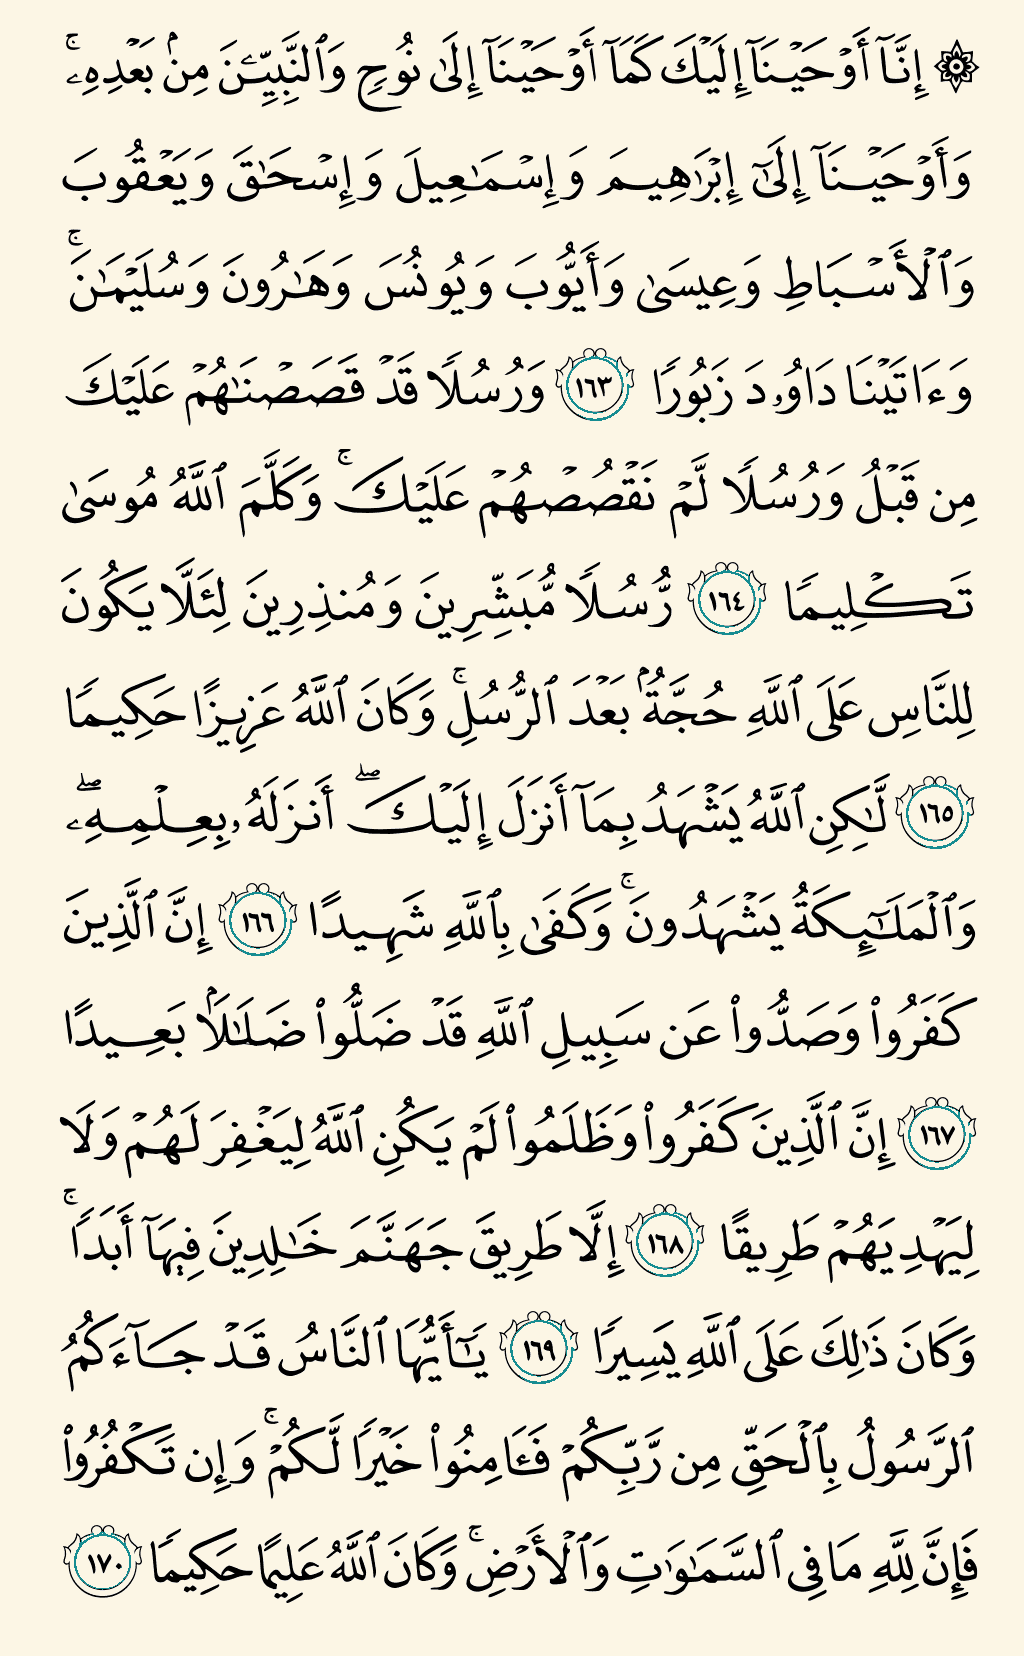 ۞ إِنَّآ أَوۡحَيۡنَآ إِلَيۡكَ كَمَآ أَوۡحَيۡنَآ إِلَىٰ نُوحٖ وَٱلنَّبِيِّـۧنَ مِنۢ بَعۡدِهِۦۚ
وَأَوۡحَيۡنَآ إِلَىٰٓ إِبۡرَٰهِيمَ وَإِسۡمَٰعِيلَ وَإِسۡحَٰقَ وَيَعۡقُوبَ
وَٱلۡأَسۡبَاطِ وَعِيسَىٰ وَأَيُّوبَ وَيُونُسَ وَهَٰرُونَ وَسُلَيۡمَٰنَۚ
وَءَاتَيۡنَا دَاوُۥدَ زَبُورٗا ١٦٣ وَرُسُلٗا قَدۡ قَصَصۡنَٰهُمۡ عَلَيۡكَ
مِن قَبۡلُ وَرُسُلٗا لَّمۡ نَقۡصُصۡهُمۡ عَلَيۡكَۚ وَكَلَّمَ ٱللَّهُ مُوسَىٰ
تَكۡلِيمٗا ١٦٤ رُّسُلٗا مُّبَشِّرِينَ وَمُنذِرِينَ لِئَلَّا يَكُونَ
لِلنَّاسِ عَلَى ٱللَّهِ حُجَّةُۢ بَعۡدَ ٱلرُّسُلِۚ وَكَانَ ٱللَّهُ عَزِيزًا حَكِيمٗا
١٦٥ لَّٰكِنِ ٱللَّهُ يَشۡهَدُ بِمَآ أَنزَلَ إِلَيۡكَۖ أَنزَلَهُۥ بِعِلۡمِهِۦۖ
وَٱلۡمَلَٰٓئِكَةُ يَشۡهَدُونَۚ وَكَفَىٰ بِٱللَّهِ شَهِيدًا ١٦٦ إِنَّ ٱلَّذِينَ
كَفَرُواْ وَصَدُّواْ عَن سَبِيلِ ٱللَّهِ قَدۡ ضَلُّواْ ضَلَٰلَۢا بَعِيدًا
١٦٧ إِنَّ ٱلَّذِينَ كَفَرُواْ وَظَلَمُواْ لَمۡ يَكُنِ ٱللَّهُ لِيَغۡفِرَ لَهُمۡ وَلَا
لِيَهۡدِيَهُمۡ طَرِيقًا ١٦٨ إِلَّا طَرِيقَ جَهَنَّمَ خَٰلِدِينَ فِيهَآ أَبَدٗاۚ
وَكَانَ ذَٰلِكَ عَلَى ٱللَّهِ يَسِيرٗا ١٦٩ يَٰٓأَيُّهَا ٱلنَّاسُ قَدۡ جَآءَكُمُ
ٱلرَّسُولُ بِٱلۡحَقِّ مِن رَّبِّكُمۡ فَـَٔامِنُواْ خَيۡرٗا لَّكُمۡۚ وَإِن تَكۡفُرُواْ
فَإِنَّ لِلَّهِ مَا فِي ٱلسَّمَٰوَٰتِ وَٱلۡأَرۡضِۚ وَكَانَ ٱللَّهُ عَلِيمًا حَكِيمٗا ١٧٠